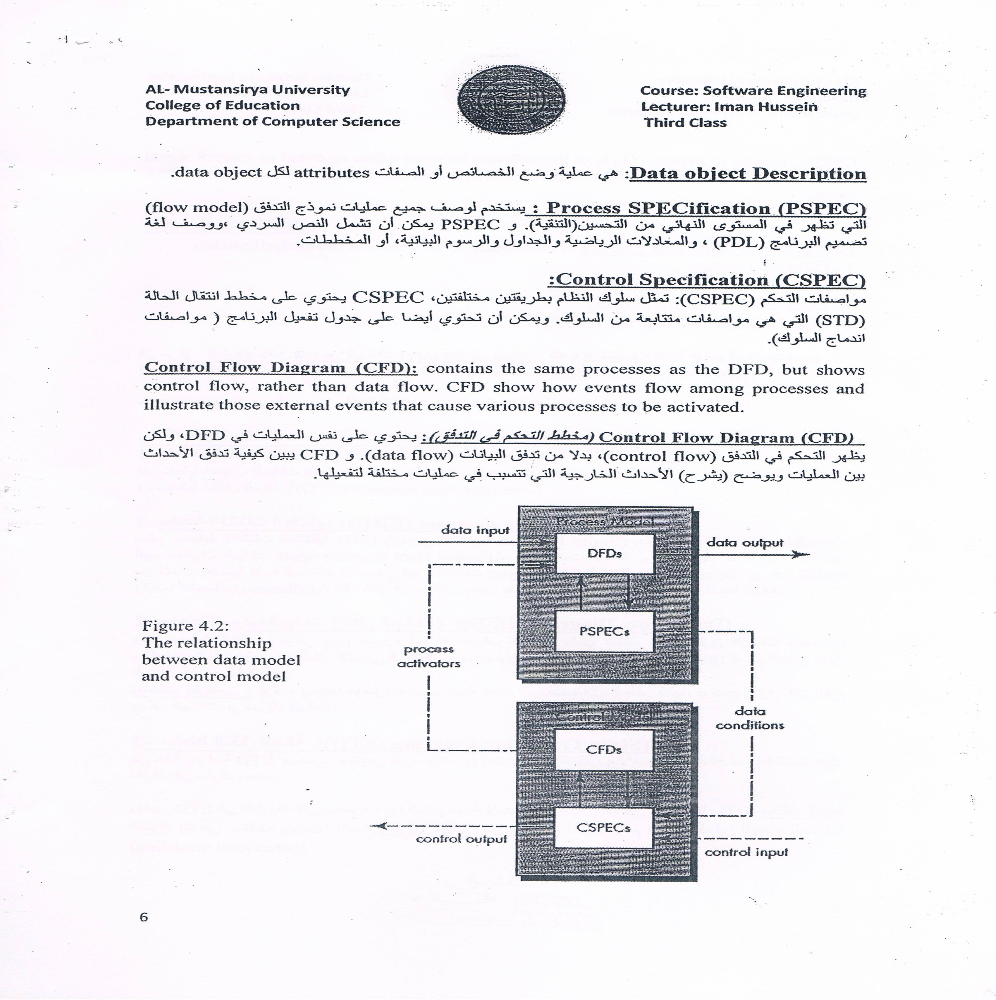 AL- Mustansirya University
College of Education
Department of Computer Science
Course: Software Engineering
Lecturer: Iman Hussein
Third Class
Data object Description: هي عملية وضع الخصائص أو الصفات attributes لكل data object.
Process SPECification (PSPEC) : يستخدم لوصف جميع عمليات نموذج التدفق (flow model)
التي تظهر في المستوى النهائي من التحسين(التنقية). و PSPEC يمكن أن تشمل النص السردي ،ووصف لغة
تصميم البرنامج (PDL) ، والمعادلات الرياضية والجداول والرسوم البيانية، أو المخططات.
Control Specification (CSPEC):
مواصفات التحكم (CSPEC): تمثل سلوك النظام بطريقتين مختلفتين، CSPEC يحتوي على مخطط انتقال الحالة
(STD) التي هي مواصفات متتابعة من السلوك. ويمكن أن تحتوي أيضا على جدول تفعيل البرنامج ( مواصفات
اندماج السلوك).
Control Flow Diagram (CFD): contains the same processes as the DFD, but shows
control flow, rather than data flow. CFD show how events flow among processes and
illustrate those external events that cause various processes to be activated.
Control Flow Diagram (CFD) (مخطط التحكم في التدفق): يحتوي على نفس العمليات في DFD، ولكن
يظهر التحكم في التدفق (control flow)، بدلا من تدفق البيانات (data flow). و CFD يبين كيفية تدفق الأحداث
بين العمليات ويوضح (يشرح) الأحداث الخارجية التي تتسبب في عمليات مختلفة لتفعيلها.
Process Model
data input
DFDs
data output
PSPECs
Figure 4.2:
The relationship
between data model
and control model
process
activators
data
conditions
Control Model
CFDs
CSPECs
control output
control input
6